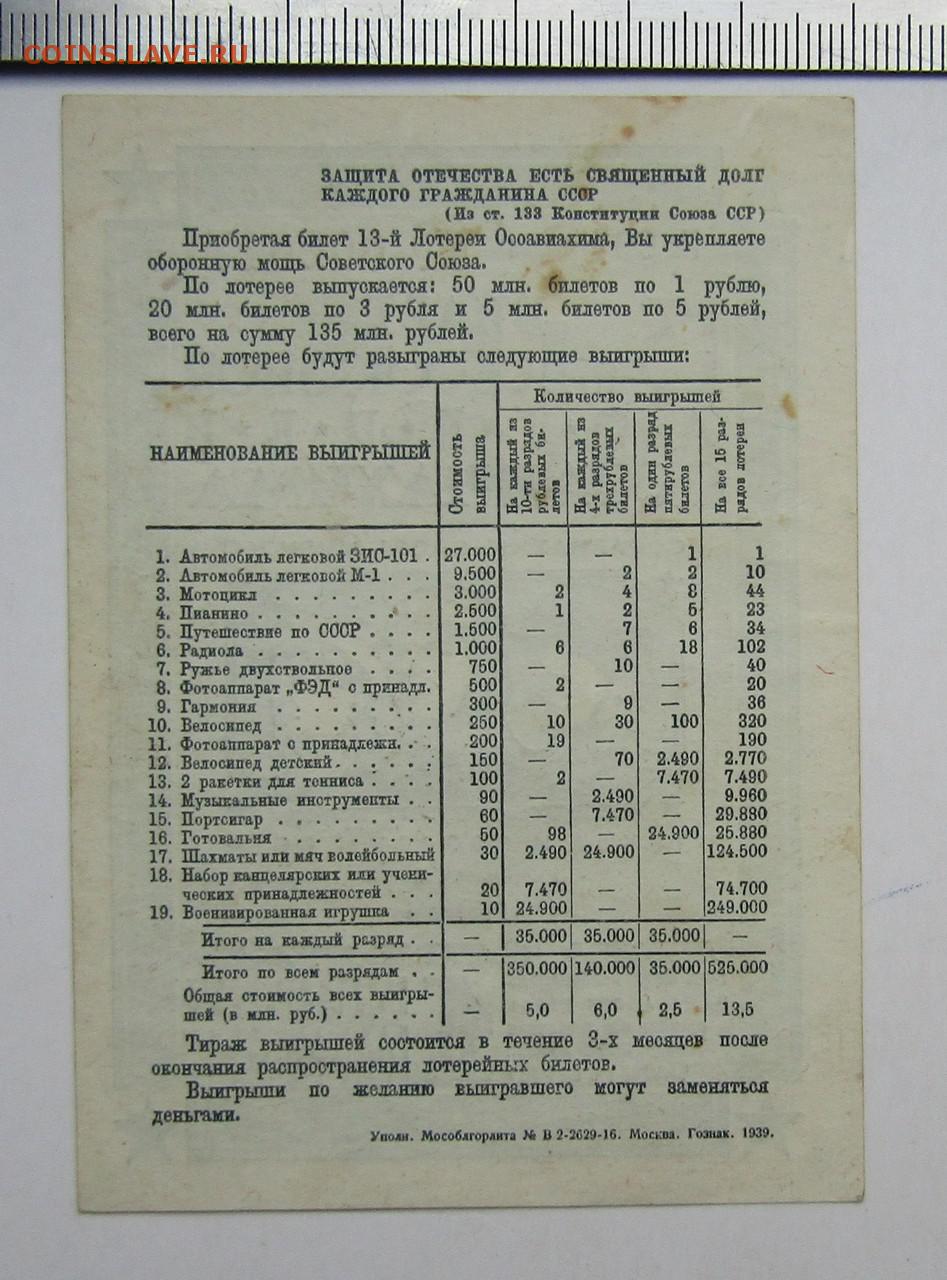 COINS.LAVE.RU
ЗАЩИТА ОТЕЧЕСТВА ЕСТЬ СВЯЩЕННЫЙ ДОЛГ
КАЖДОГО ГРАЖДАНИНА СССР
(Из ст. 133 Конституции Союза ССР)
Приобретая билет 13-й Лотереи Осоавиахима, Вы укрепляете
оборонную мощь Советского Союза.
По лотерее выпускается: 50 млн. билетов по 1 рублю,
20 млн. билетов по 3 рубля и 5 млн. билетов по 5 рублей,
всего на сумму 135 млн. рублей.
По лотерее будут разыграны следующие выигрыши:
НАИМЕНОВАНИЕ ВЫИГРЫШЕЙ
Стоимость
выигрыша
Количество выигрышей
На каждый из
10-ти разрядов
рублевых би-
летов
На каждый из
4-х разрядов
трехрублевых
билетов
На один разряд
пятирублевых
билетов
На все 15 раз-
рядов лотереи
1. Автомобиль легковой ЗИС-101 . 27.000 — — 1 1
2. Автомобиль легковой М-1 . . . 9.500 — 2 2 10
3. Мотоцикл . . . . . . . . . 3.000 2 4 8 44
4. Пианино . . . . . . . . . . 2.500 1 2 5 23
5. Путешествие по СССР . . . . 1.500 — 7 6 34
6. Радиола . . . . . . . . . . 1.000 6 6 18 102
7. Ружье двухствольное . . . . 750 — 10 — 40
8. Фотоаппарат „ФЭД“ с принадл. 500 2 — — 20
9. Гармония . . . . . . . . . 300 — 9 — 36
10. Велосипед . . . . . . . . . 250 10 30 100 320
11. Фотоаппарат с принадлежн. . . 200 19 — — 190
12. Велосипед детский . . . . . . 150 — 70 2.490 2.770
13. 2 ракетки для тенниса . . . . 100 2 — 7.470 7.490
14. Музыкальные инструменты . . 90 — 2.490 — 9.960
15. Портсигар . . . . . . . . . 60 — 7.470 — 29.880
16. Готовальня . . . . . . . . 50 98 — 24.900 25.880
17. Шахматы или мяч волейбольный 30 2.490 24.900 — 124.500
18. Набор канцелярских или учени-
ческих принадлежностей . . . 20 7.470 — — 74.700
19. Военизированная игрушка . . 10 24.900 — — 249.000
Итого на каждый разряд . . — 35.000 35.000 35.000 —
Итого по всем разрядам . . — 350.000 140.000 35.000 525.000
Общая стоимость всех выигры-
шей (в млн. руб.) . . . . . . — 5,0 6,0 2,5 13,5
Тираж выигрышей состоится в течение 3-х месяцев после
окончания распространения лотерейных билетов.
Выигрыши по желанию выигравшего могут заменяться
деньгами.
Уполн. Мособлгорлита № В 2-2629-16. Москва. Гознак. 1939.